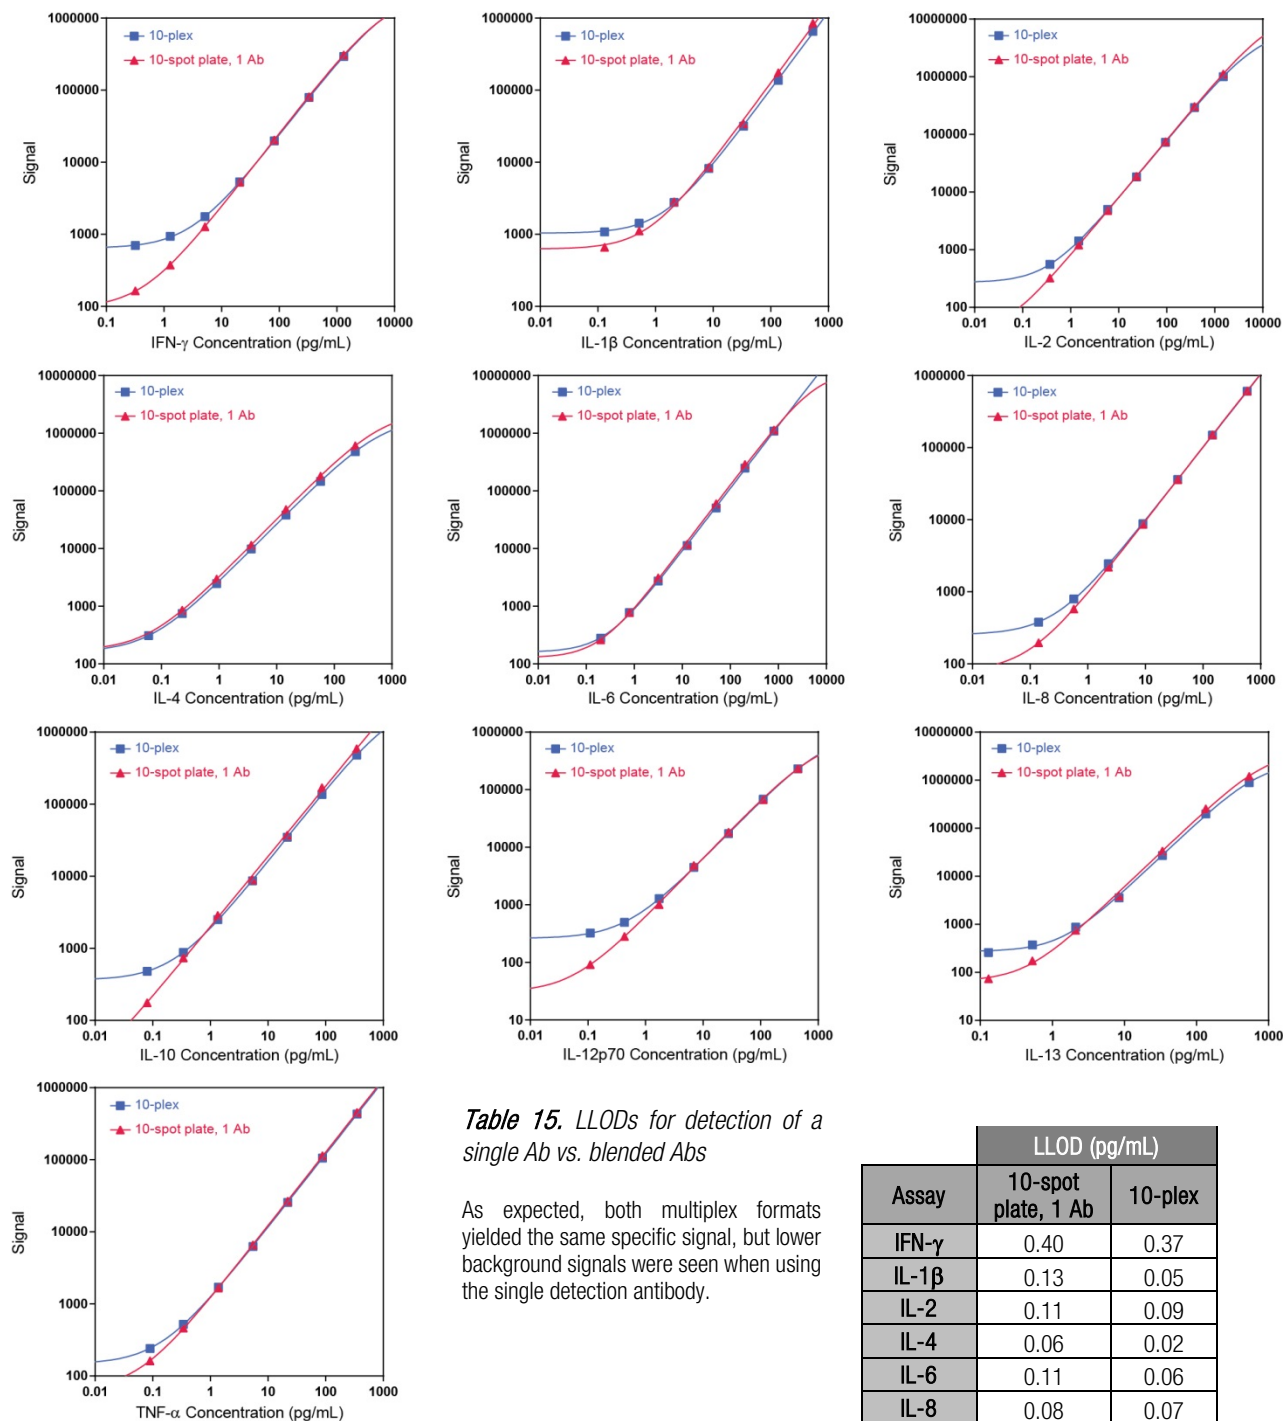 1000000
100000
10000
1000
100
Signal
10-plex
10-spot plate, 1 Ab
0.1 1 10 100 1000 10000
IFN-γ Concentration (pg/mL)
1000000
100000
10000
1000
100
Signal
10-plex
10-spot plate, 1 Ab
0.01 0.1 1 10 100 1000
IL-1β Concentration (pg/mL)
10000000
1000000
100000
10000
1000
100
Signal
10-plex
10-spot plate, 1 Ab
0.01 0.1 1 10 100 1000 10000
IL-2 Concentration (pg/mL)
10000000
1000000
100000
10000
1000
100
Signal
10-plex
10-spot plate, 1 Ab
0.01 0.1 1 10 100 1000
IL-4 Concentration (pg/mL)
10000000
1000000
100000
10000
1000
100
Signal
10-plex
10-spot plate, 1 Ab
0.01 0.1 1 10 100 1000 10000
IL-6 Concentration (pg/mL)
1000000
100000
10000
1000
100
Signal
10-plex
10-spot plate, 1 Ab
0.01 0.1 1 10 100 1000
IL-8 Concentration (pg/mL)
1000000
100000
10000
1000
100
Signal
10-plex
10-spot plate, 1 Ab
0.01 0.1 1 10 100 1000
IL-10 Concentration (pg/mL)
1000000
100000
10000
1000
100
10
Signal
10-plex
10-spot plate, 1 Ab
0.01 0.1 1 10 100 1000
IL-12p70 Concentration (pg/mL)
10000000
1000000
100000
10000
1000
100
10
Signal
10-plex
10-spot plate, 1 Ab
0.1 1 10 100 1000
IL-13 Concentration (pg/mL)
1000000
100000
10000
1000
100
Signal
10-plex
10-spot plate, 1 Ab
0.01 0.1 1 10 100 1000
TNF-α Concentration (pg/mL)
Table 15. LLODs for detection of a
single Ab vs. blended Abs
As expected, both multiplex formats
yielded the same specific signal, but lower
background signals were seen when using
the single detection antibody.
LLOD (pg/mL)
Assay 10-spot plate, 1 Ab 10-plex
IFN-γ 0.40 0.37
IL-1β 0.13 0.05
IL-2 0.11 0.09
IL-4 0.06 0.02
IL-6 0.11 0.06
IL-8 0.08 0.07